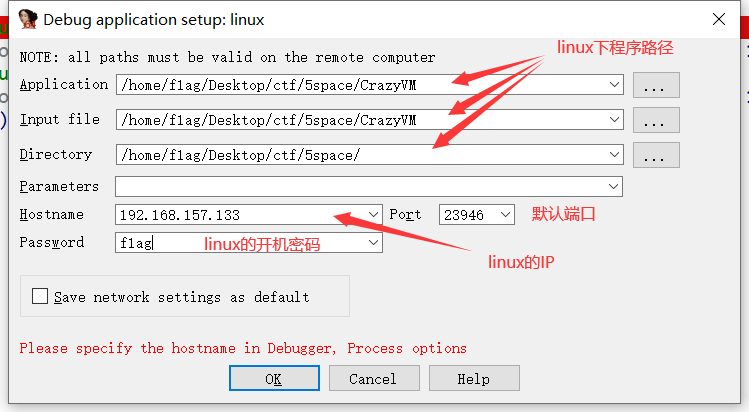 Debug application setup: linux
NOTE: all paths must be valid on the remote computer
linux下程序路径
Application /home/f1ag/Desktop/ctf/5space/CrazyVM ...
Input file /home/f1ag/Desktop/ctf/5space/CrazyVM ...
Directory /home/f1ag/Desktop/ctf/5space/ ...
Parameters
Hostname 192.168.157.133 Port 23946 默认端口
Password f1ag linux的开机密码
linux的IP
Save network settings as default
Please specify the hostname in Debugger, Process options
OK Cancel Help